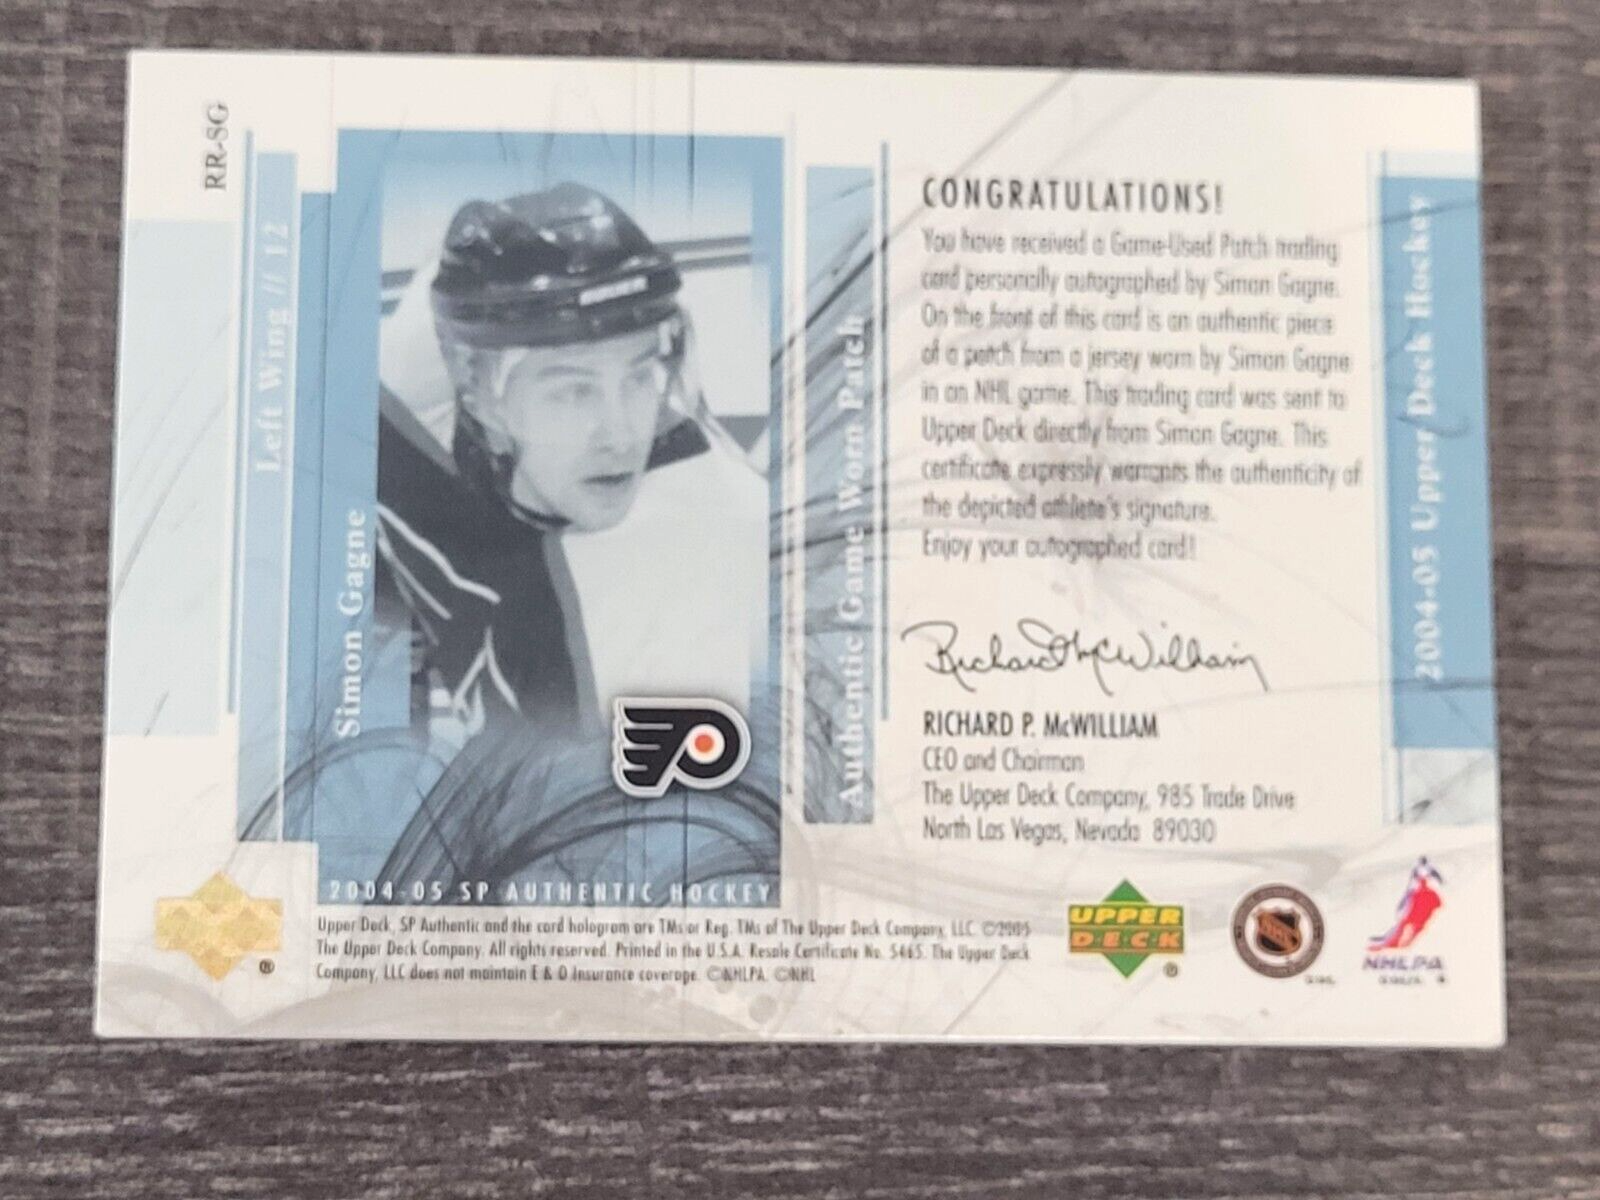 RR-SG
Left Wing // 12
Simon Gagne
2004-05 SP AUTHENTIC HOCKEY
Authentic Game Worn Patch
CONGRATULATIONS!
You have received a Game-Used Patch trading
card personally autographed by Simon Gagne.
On the front of this card is an authentic piece
of a patch from a jersey worn by Simon Gagne
in an NHL game. This trading card was sent to
Upper Deck directly from Simon Gagne. This
certificate expressly warrants the authenticity of
the depicted athlete's signature.
Enjoy your autographed card!
Richard McWilliam
RICHARD P. McWILLIAM
CEO and Chairman
The Upper Deck Company, 985 Trade Drive
North Las Vegas, Nevada 89030
2004-05 Upper Deck Hockey
®
Upper Deck, SP Authentic and the card hologram are TMs or Reg. TMs of The Upper Deck Company, LLC ©2005
The Upper Deck Company. All rights reserved. Printed in the U.S.A. Resale Certificate No. 5465. The Upper Deck
Company, LLC does not maintain E & O Insurance coverage. ©NHLPA ©NHL
UPPER
DECK
®
NHL
NHLPA